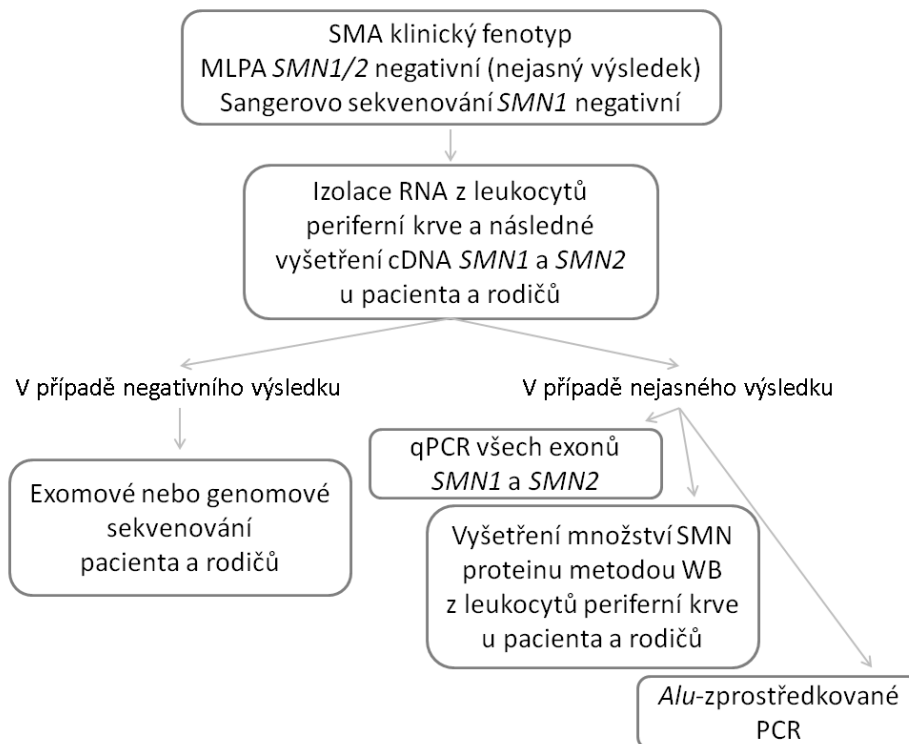 SMA klinický fenotyp
MLPA SMN1/2 negativní (nejasný výsledek)
Sangerovo sekvenování SMN1 negativní
Izolace RNA z leukocytů
periferní krve a následné
vyšetření cDNA SMN1 a SMN2
u pacienta a rodičů
V případě negativního výsledku
V případě nejasného výsledku
Exomové nebo genomové
sekvenování
pacienta a rodičů
qPCR všech exonů
SMN1 a SMN2
Vyšetření množství SMN
proteinu metodou WB
z leukocytů periferní krve
u pacienta a rodičů
Alu-zprostředkované
PCR